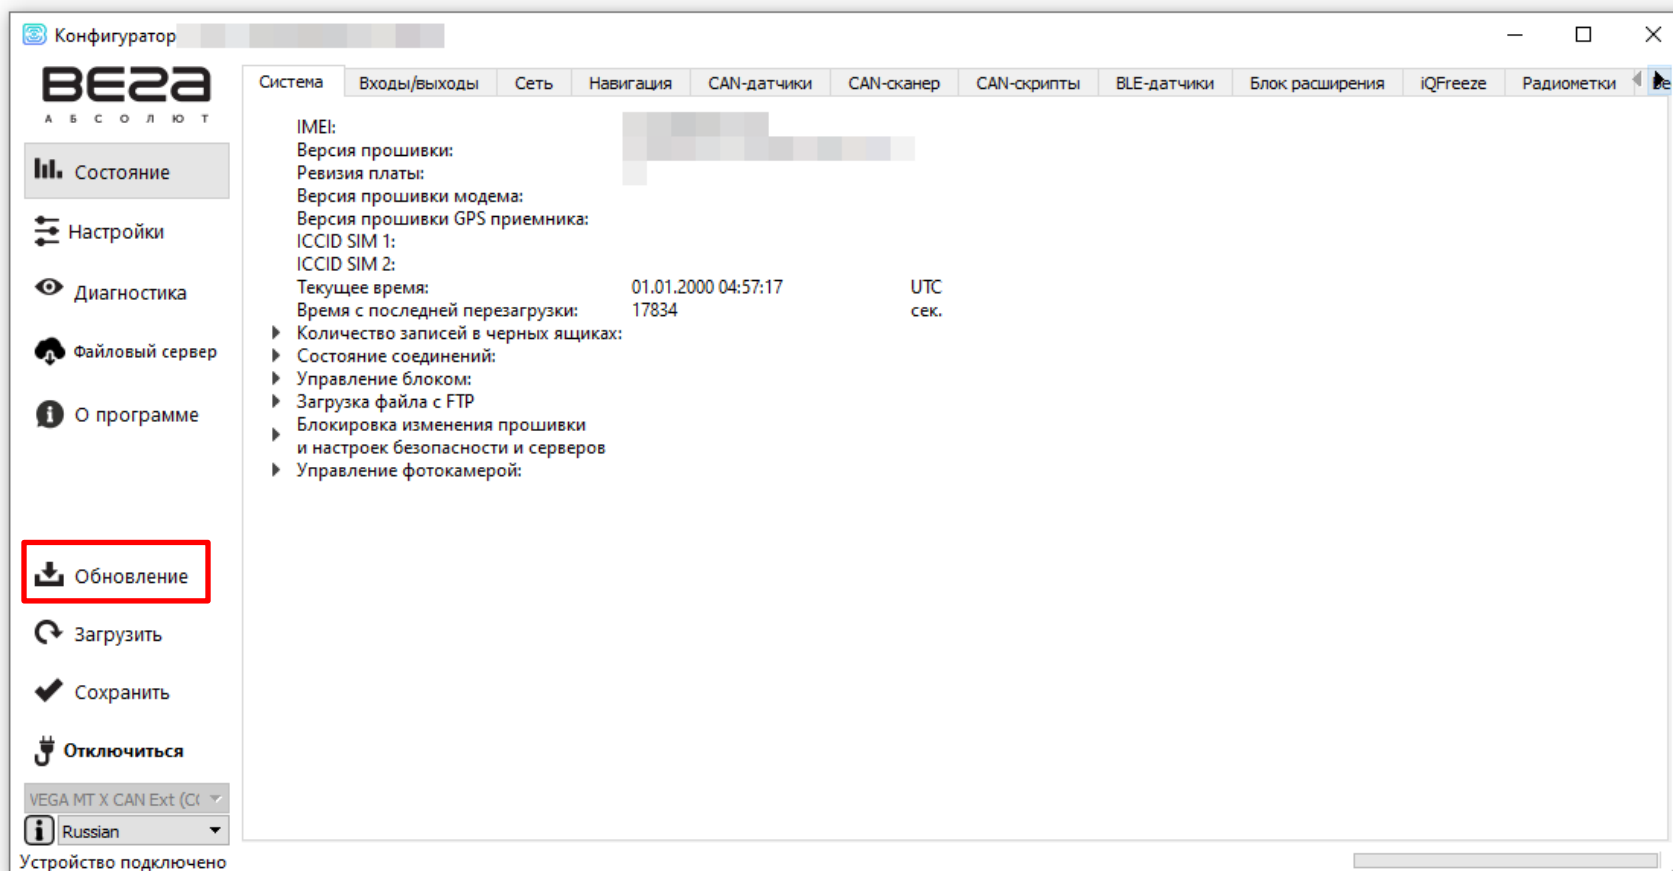 Конфигуратор
ВЕГА
АБСОЛЮТ
Состояние
Настройки
Диагностика
Файловый сервер
О программе
Обновление
Загрузить
Сохранить
Отключиться
VEGA MT X CAN Ext (CC
Russian
Устройство подключено
Система Входы/выходы Сеть Навигация CAN-датчики CAN-сканер CAN-скрипты BLE-датчики Блок расширения iQFreeze Радиометки
IMEI:
Версия прошивки:
Ревизия платы:
Версия прошивки модема:
Версия прошивки GPS приемника:
ICCID SIM 1:
ICCID SIM 2:
Текущее время: 01.01.2000 04:57:17 UTC
Время с последней перезагрузки: 17834 сек.
Количество записей в черных ящиках:
Состояние соединений:
Управление блоком:
Загрузка файла с FTP
Блокировка изменения прошивки
и настроек безопасности и серверов
Управление фотокамерой: